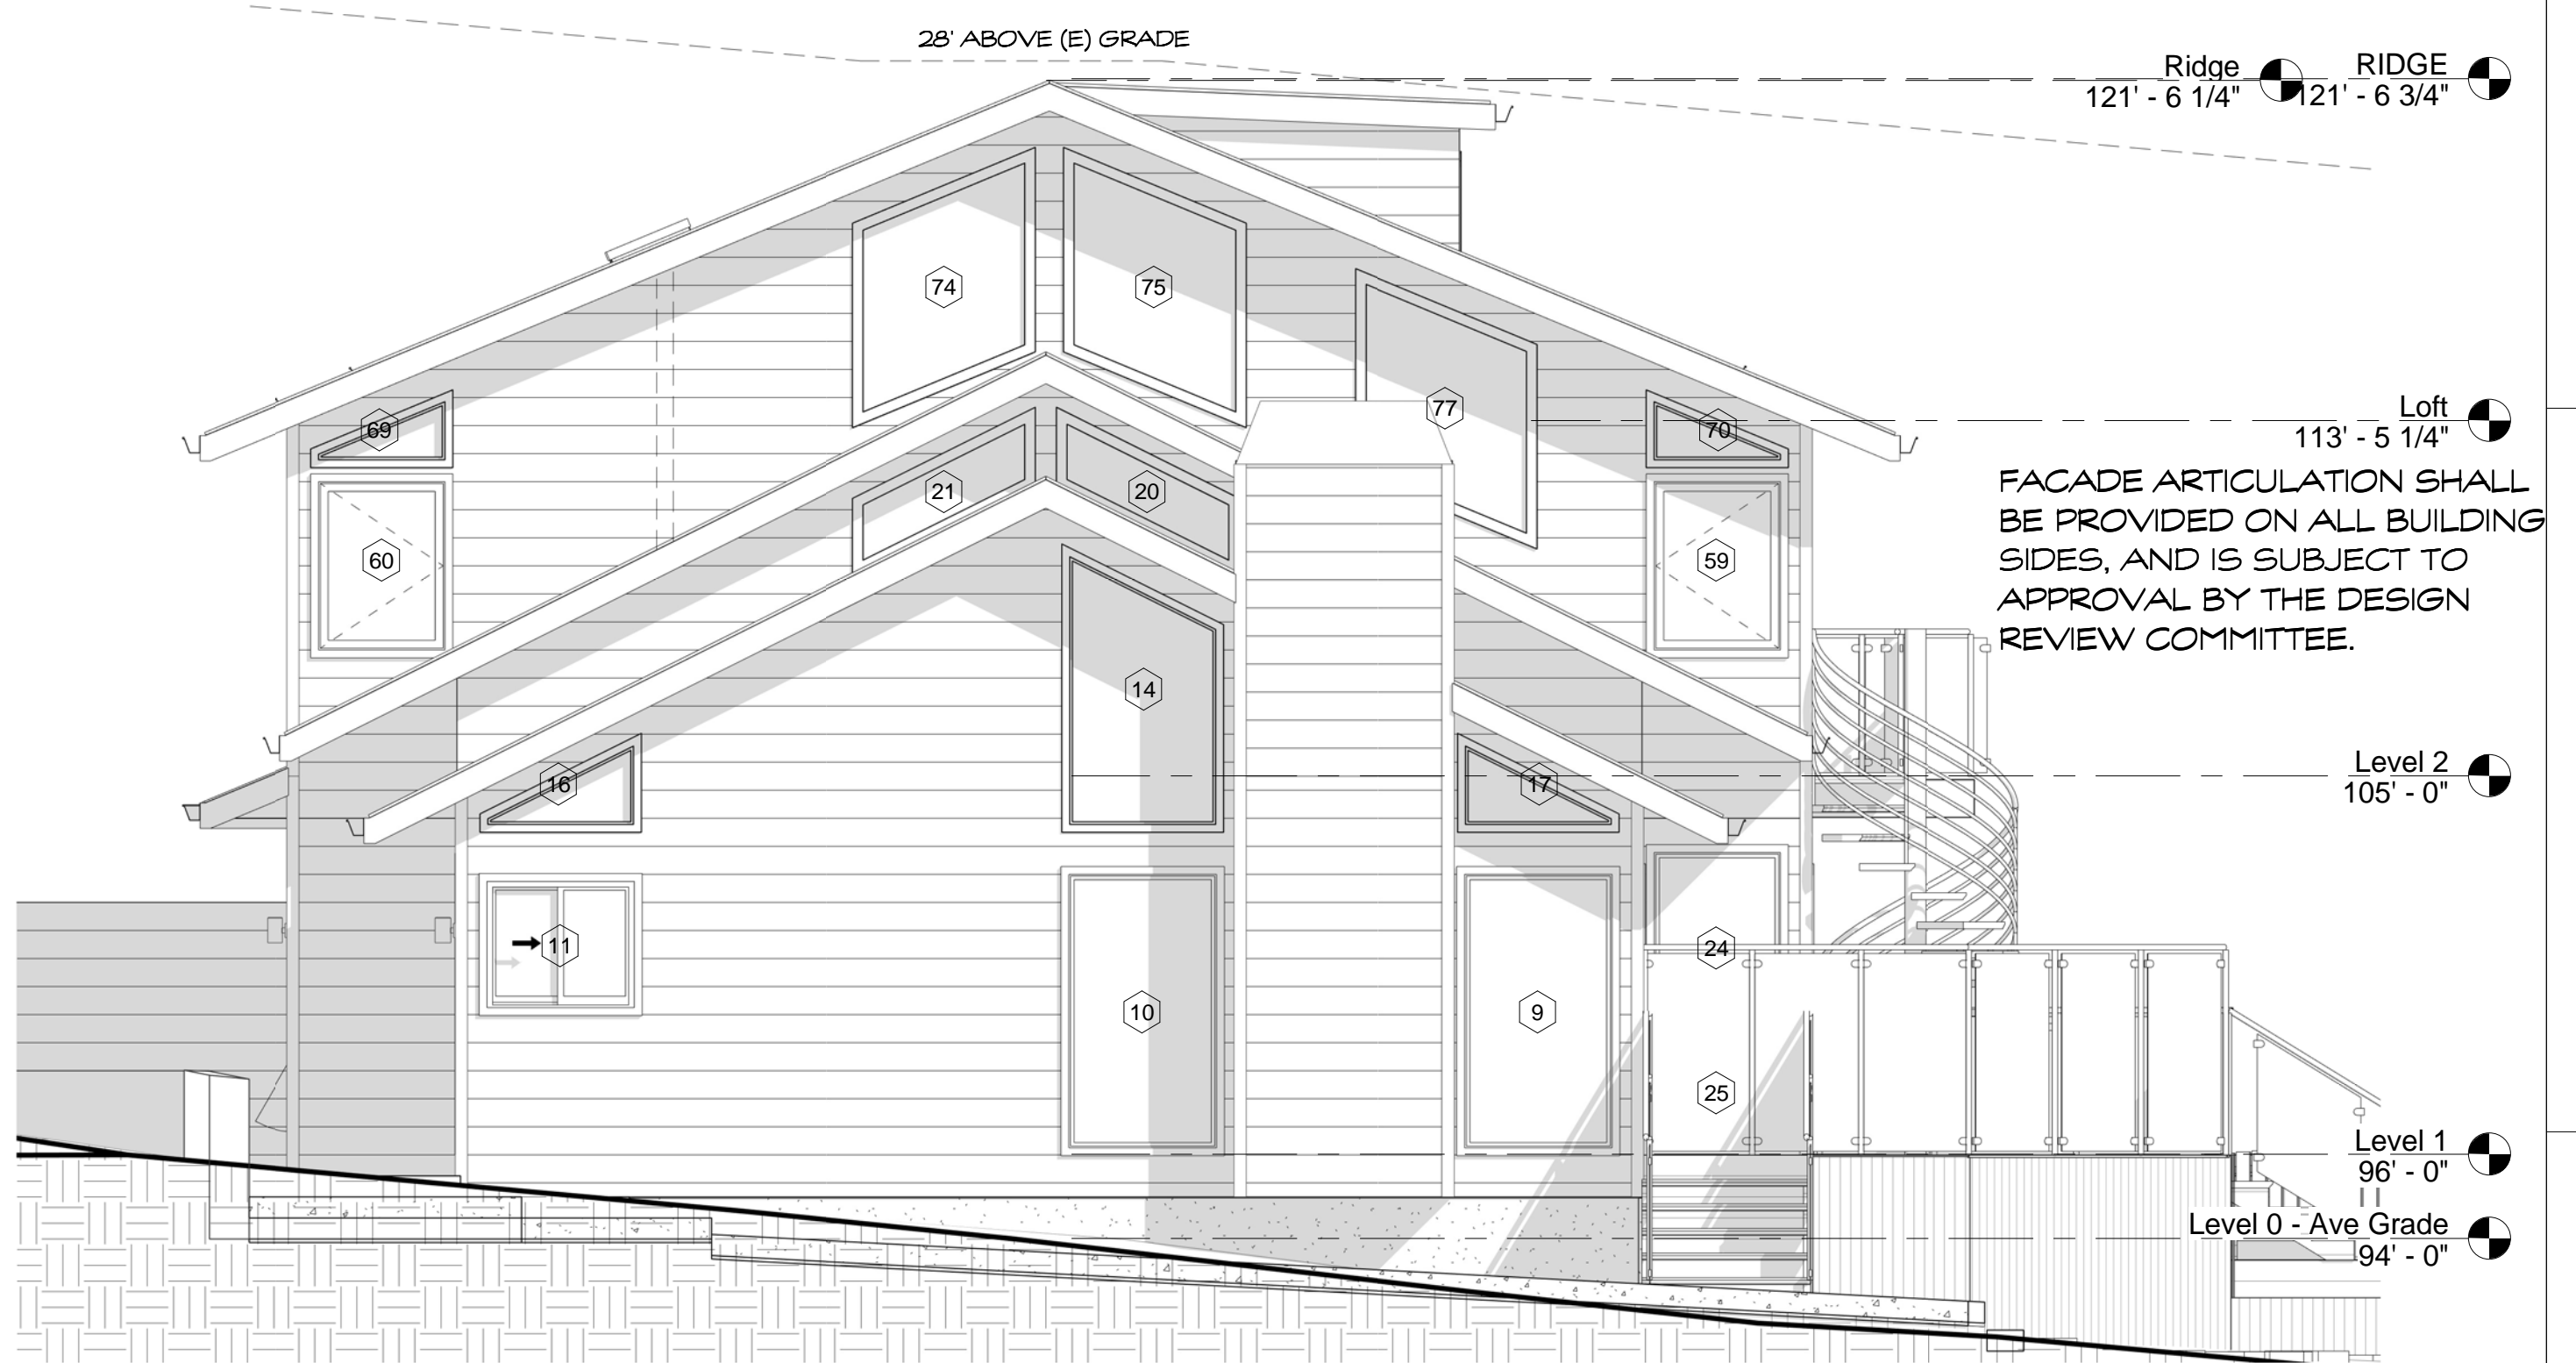 28' ABOVE (E) GRADE
Ridge
121' - 6 1/4"
RIDGE
121' - 6 3/4"
74
75
77
69
70
Loft
113' - 5 1/4"
FACADE ARTICULATION SHALL
BE PROVIDED ON ALL BUILDING
SIDES, AND IS SUBJECT TO
APPROVAL BY THE DESIGN
REVIEW COMMITTEE.
21
20
60
59
14
16
17
Level 2
105' - 0"
11
24
10
9
25
Level 1
96' - 0"
Level 0 - Ave Grade
94' - 0"